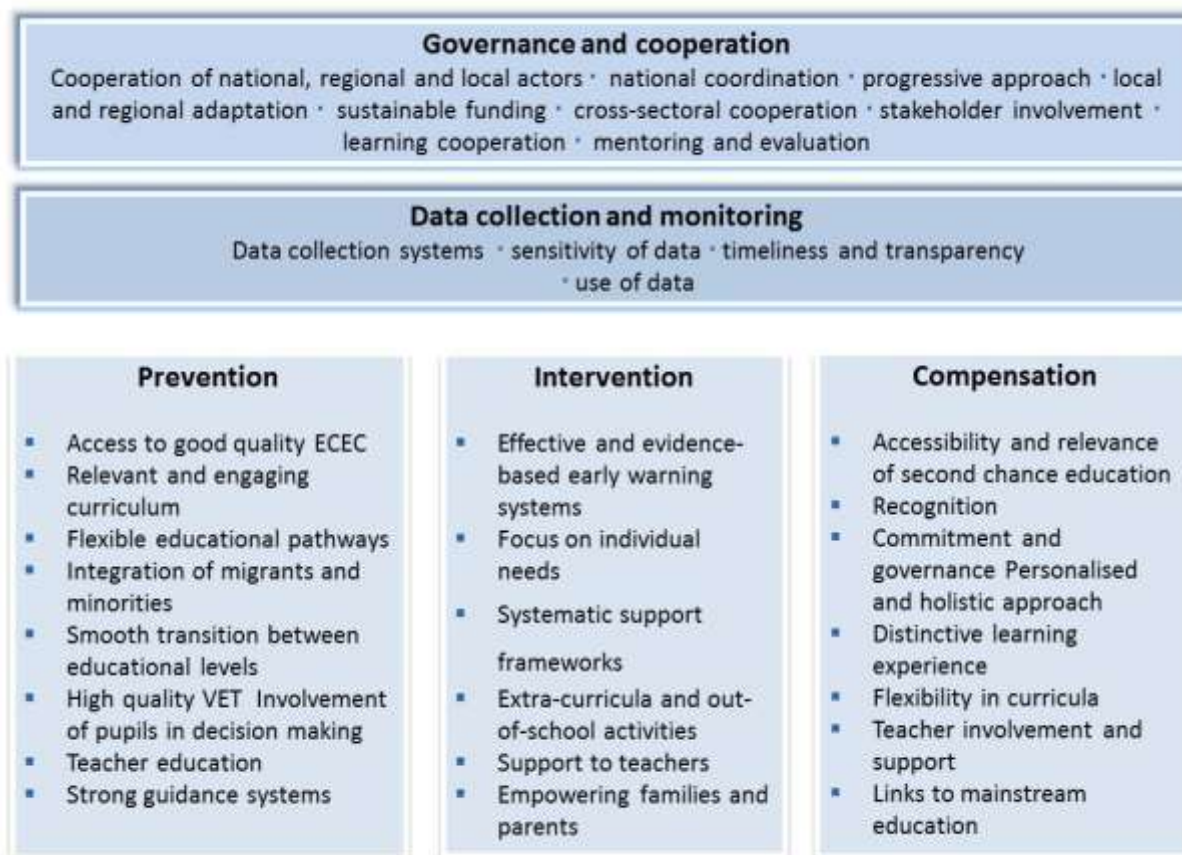 Governance and cooperation
Cooperation of national, regional and local actors · national coordination · progressive approach · local
and regional adaptation · sustainable funding · cross-sectoral cooperation · stakeholder involvement ·
learning cooperation · mentoring and evaluation
Data collection and monitoring
Data collection systems · sensitivity of data · timeliness and transparency
· use of data
Prevention
▪ Access to good quality ECEC
▪ Relevant and engaging
curriculum
▪ Flexible educational pathways
▪ Integration of migrants and
minorities
▪ Smooth transition between
educational levels
▪ High quality VET Involvement
of pupils in decision making
▪ Teacher education
▪ Strong guidance systems
Intervention
▪ Effective and evidence-
based early warning
systems
▪ Focus on individual
needs
▪ Systematic support
frameworks
▪ Extra-curricula and out-
of-school activities
▪ Support to teachers
▪ Empowering families and
parents
Compensation
▪ Accessibility and relevance
of second chance education
▪ Recognition
▪ Commitment and
governance Personalised
and holistic approach
▪ Distinctive learning
experience
▪ Flexibility in curricula
▪ Teacher involvement and
support
▪ Links to mainstream
education